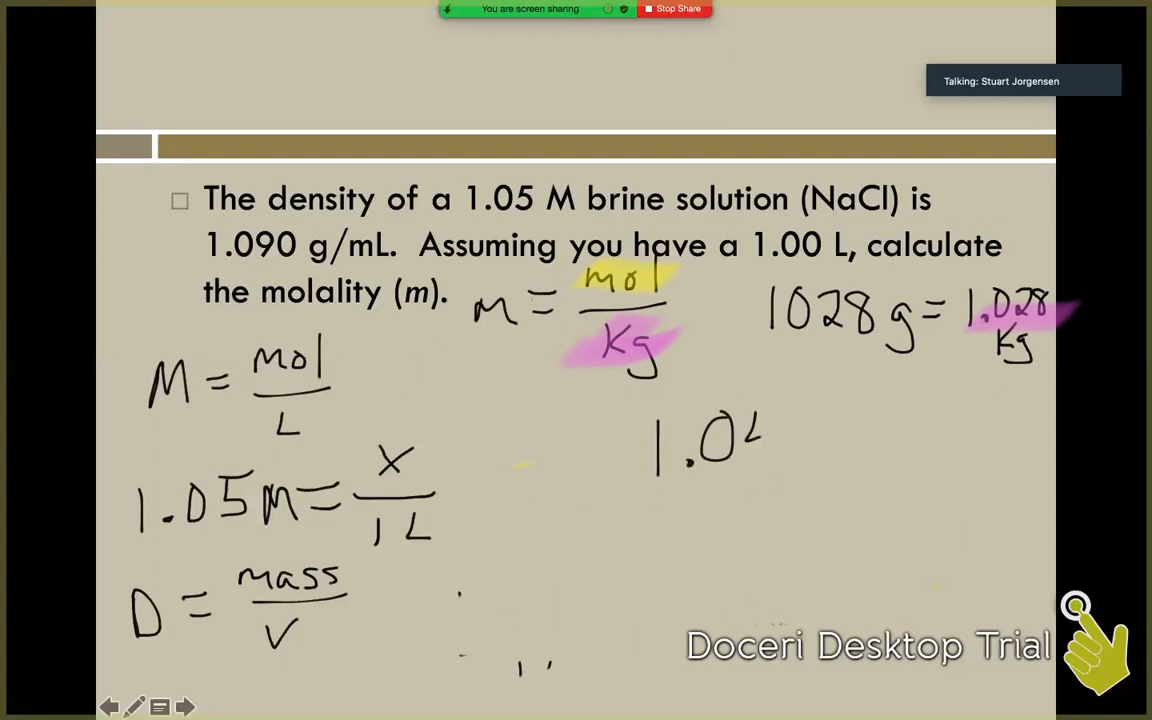 You are screen sharing Stop Share
Talking: Stuart Jorgensen
The density of a 1.05 M brine solution (NaCl) is
1.090 g/mL. Assuming you have a 1.00 L, calculate
the molality (m).
m = mol / kg
1028 g = 1.028 kg
M = mol / L
1.0
1.05 M = x / 1 L
D = mass / V
Doceri Desktop Trial